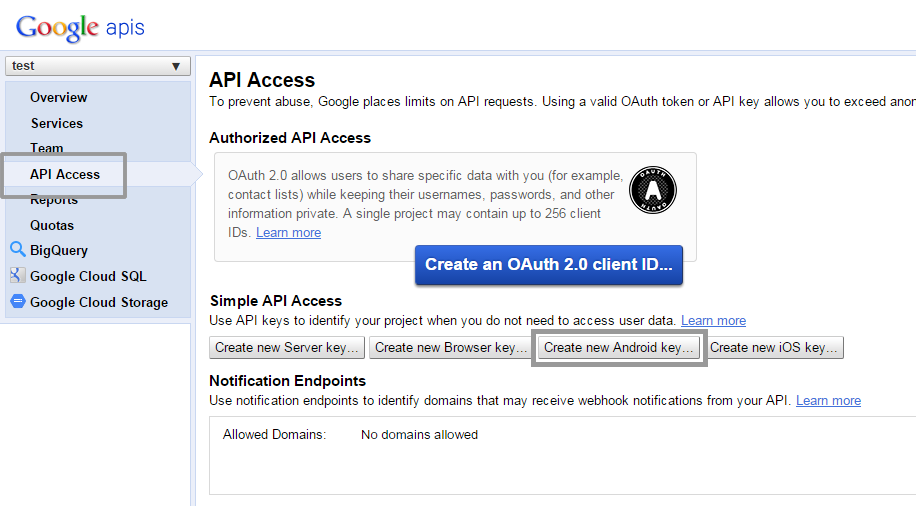 Google apis
test
Overview
Services
Team
API Access
Reports
Quotas
BigQuery
Google Cloud SQL
Google Cloud Storage
API Access
To prevent abuse, Google places limits on API requests. Using a valid OAuth token or API key allows you to exceed
Authorized API Access
OAuth 2.0 allows users to share specific data with you (for example,
contact lists) while keeping their usernames, passwords, and other
information private. A single project may contain up to 256 client
IDs. Learn more
OAUTH
A
OAUTH
Create an OAuth 2.0 client ID...
Simple API Access
Use API keys to identify your project when you do not need to access user data. Learn more
Create new Server key... Create new Browser key... Create new Android key... Create new iOS key...
Notification Endpoints
Use notification endpoints to identify domains that may receive webhook notifications from your API. Learn more
Allowed Domains: No domains allowed